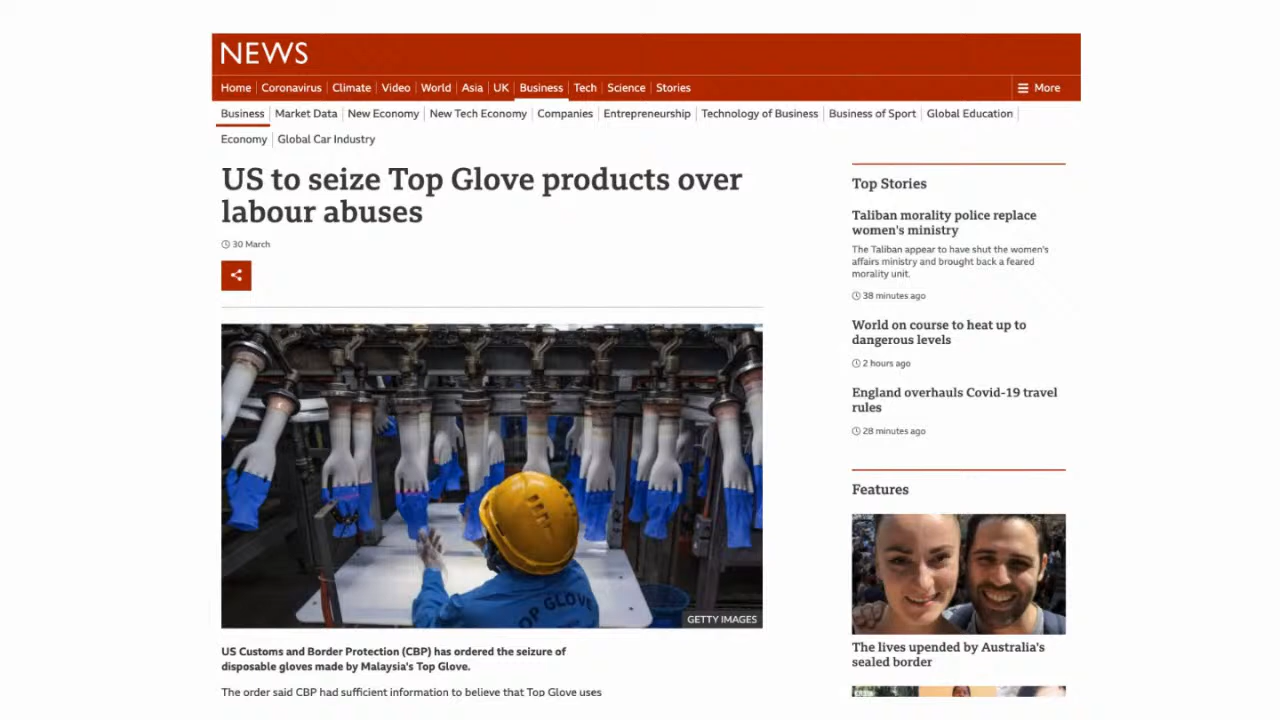 NEWS
Home Coronavirus Climate Video World Asia UK Business Tech Science Stories More
Business Market Data New Economy New Tech Economy Companies Entrepreneurship Technology of Business Business of Sport Global Education
Economy Global Car Industry
US to seize Top Glove products over
labour abuses
30 March
OP GLOVE
GETTY IMAGES
US Customs and Border Protection (CBP) has ordered the seizure of
disposable gloves made by Malaysia's Top Glove.
The order said CBP had sufficient information to believe that Top Glove uses
Top Stories
Taliban morality police replace
women's ministry
The Taliban appear to have shut the women's
affairs ministry and brought back a feared
morality unit.
38 minutes ago
World on course to heat up to
dangerous levels
2 hours ago
England overhauls Covid-19 travel
rules
28 minutes ago
Features
The lives upended by Australia's
sealed border